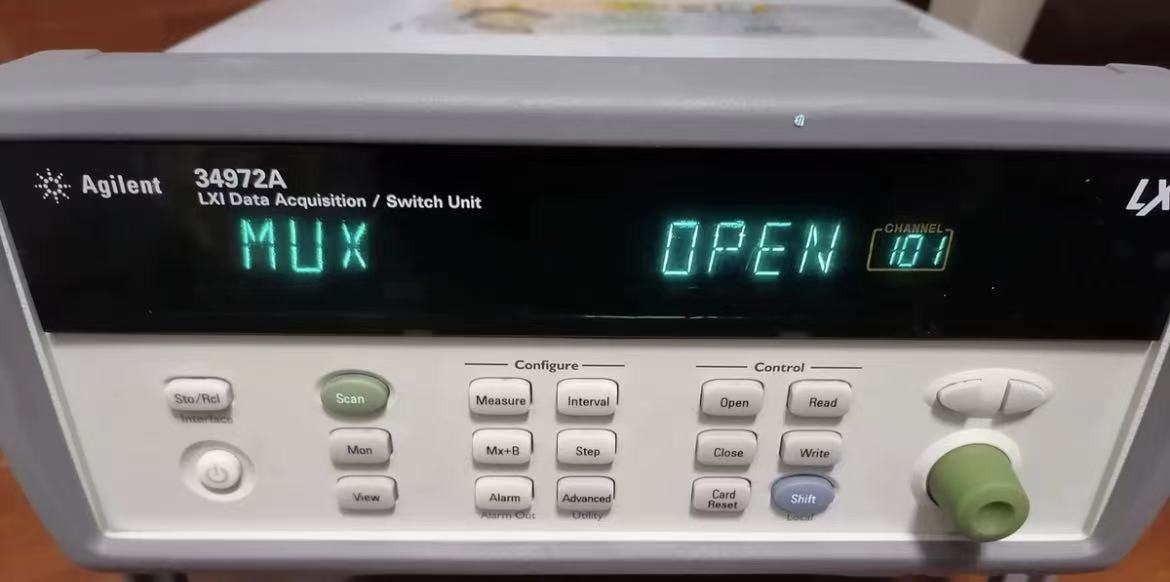 Agilent
34972A
LXI Data Acquisition / Switch Unit
MUX
OPEN
CHANNEL
101
Configure
Control
Sto/Rcl
Interface
Scan
Measure
Interval
Open
Read
Mon
Mx+B
Step
Close
Write
View
Alarm
Alarm Out
Advanced
Utility
Card
Reset
Shift
Local